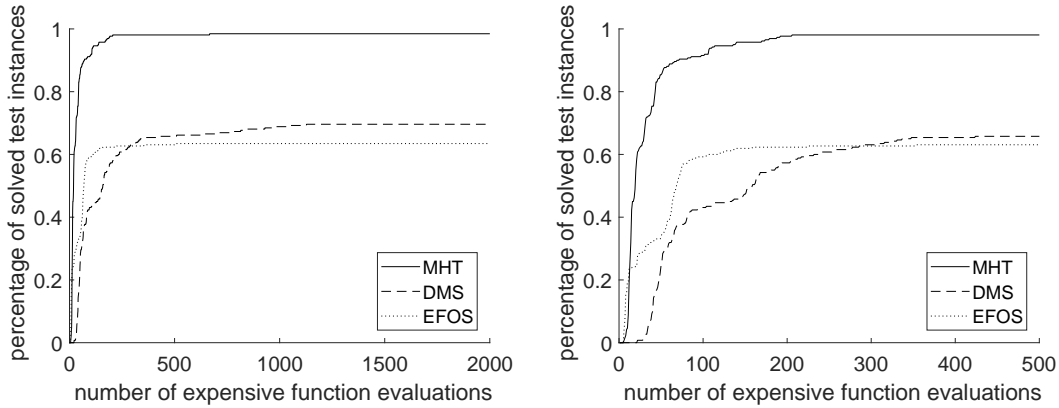 percentage of solved test instances
1
0.8
0.6
0.4
0.2
0
0 500 1000 1500 2000
number of expensive function evaluations
MHT
DMS
EFOS
percentage of solved test instances
1
0.8
0.6
0.4
0.2
0
0 100 200 300 400 500
number of expensive function evaluations
MHT
DMS
EFOS